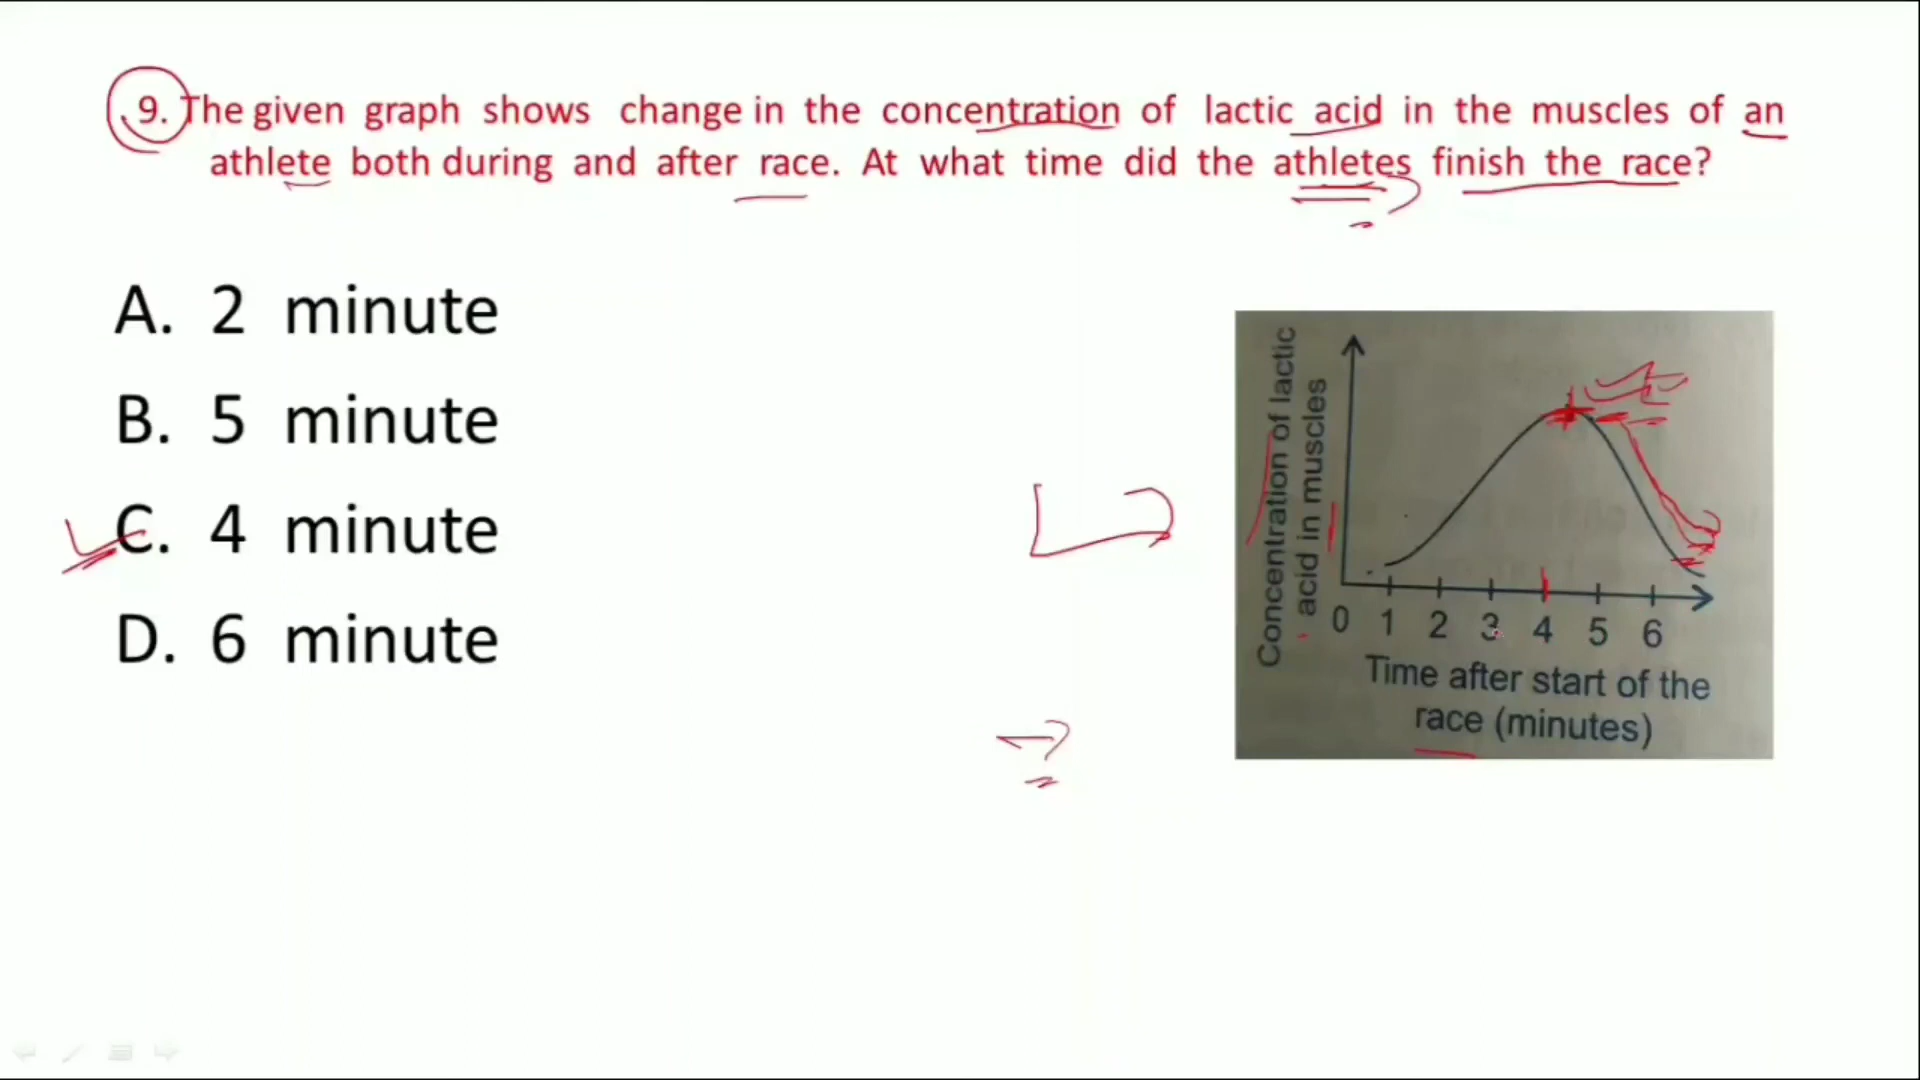 9. The given graph shows change in the concentration of lactic acid in the muscles of an
athlete both during and after race. At what time did the athletes finish the race?
A. 2 minute
B. 5 minute
C. 4 minute
D. 6 minute
Concentration of lactic
acid in muscles
0 1 2 3 4 5 6
Time after start of the
race (minutes)